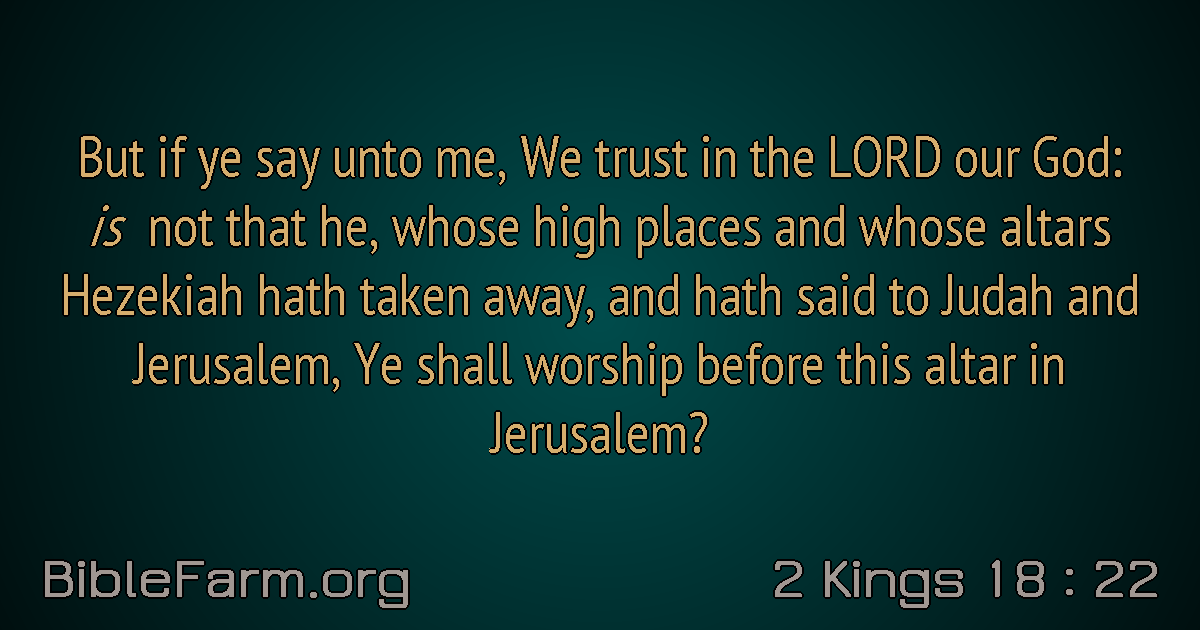 But if ye say unto me, We trust in the LORD our God:
is not that he, whose high places and whose altars
Hezekiah hath taken away, and hath said to Judah and
Jerusalem, Ye shall worship before this altar in
Jerusalem?
BibleFarm.org
2 Kings 18 : 22